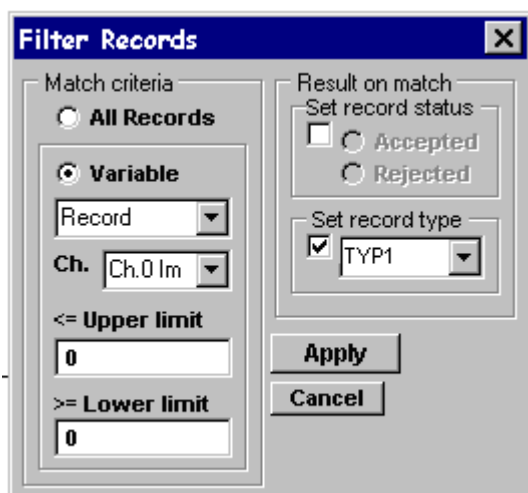 Filter Records
Match criteria
All Records
Variable
Record
Ch. Ch.0 Im
<= Upper limit
0
>= Lower limit
0
Result on match
Set record status
Accepted
Rejected
Set record type
TYP1
Apply
Cancel